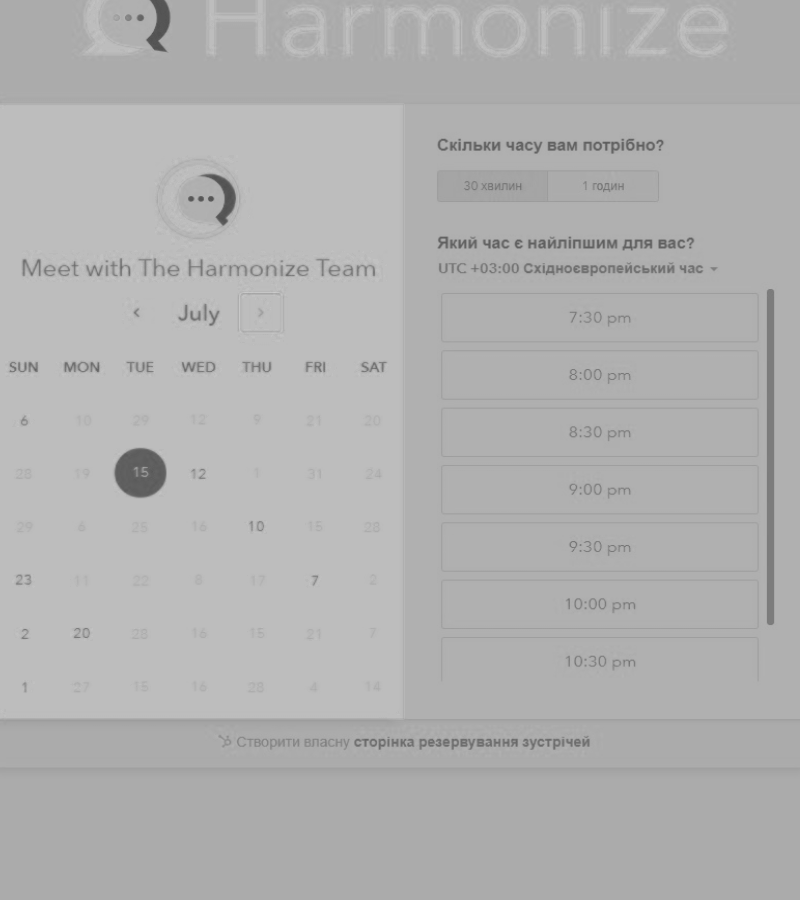 Harmonize
Meet with The Harmonize Team
July
SUN MON TUE WED THU FRI SAT
6 10 29 12 9 21 20
28 19 15 12 1 31 24
29 6 25 16 10 15 28
23 11 22 8 17 7 2
2 20 28 16 15 21 7
1 27 15 16 28 4 14
Скільки часу вам потрібно?
30 хвилин 1 годин
Який час є найліпшим для вас?
UTC +03:00 Східноєвропейський час
7:30 pm
8:00 pm
8:30 pm
9:00 pm
9:30 pm
10:00 pm
10:30 pm
Створити власну сторінка резервування зустрічей